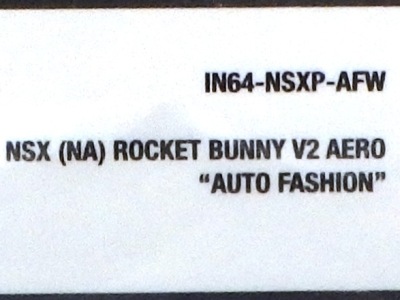 IN64-NSXP-AFW
NSX (NA) ROCKET BUNNY V2 AERO
“AUTO FASHION”